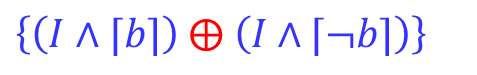 {(I ∧ ⌈b⌉) ⊕ (I ∧ ⌈¬b⌉)}